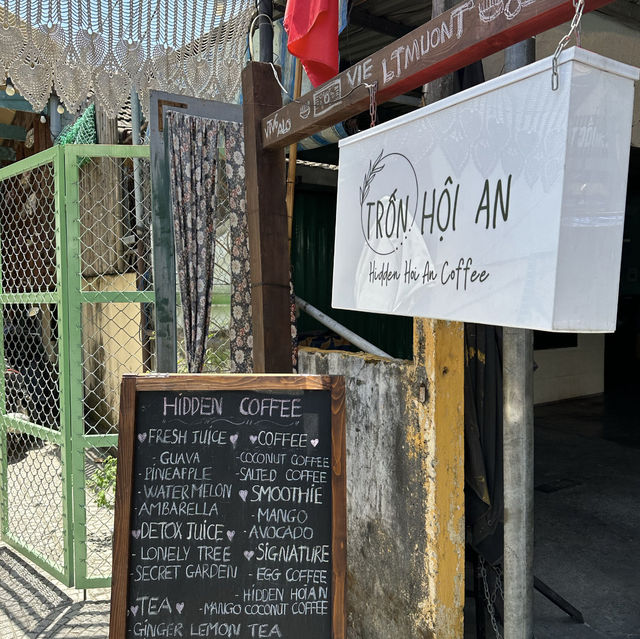 VIE
TRỐN HỘI AN
Hidden Hoi An Coffee
HIDDEN COFFEE
FRESH JUICE
- GUAVA
- PINEAPPLE
- WATERMELON
- AMBARELLA
DETOX JUICE
- LONELY TREE
- SECRET GARDEN
TEA
- GINGER LEMON TEA
COFFEE
- COCONUT COFFEE
- SALTED COFFEE
SMOOTHIE
- MANGO
- AVOCADO
SIGNATURE
- EGG COFFEE
- HIDDEN HOIAN
- MANGO COCONUT COFFEE